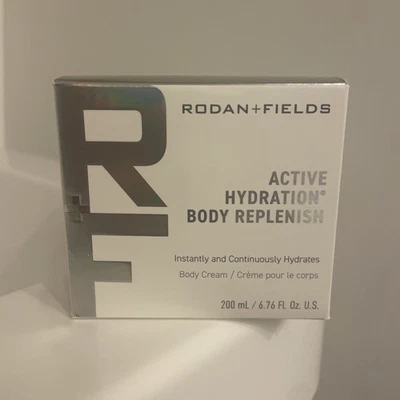 RF
RODAN+FIELDS
ACTIVE
HYDRATION®
BODY REPLENISH
Instantly and Continuously Hydrates
Body Cream / Crème pour le corps
200 mL / 6.76 FL Oz. U.S.